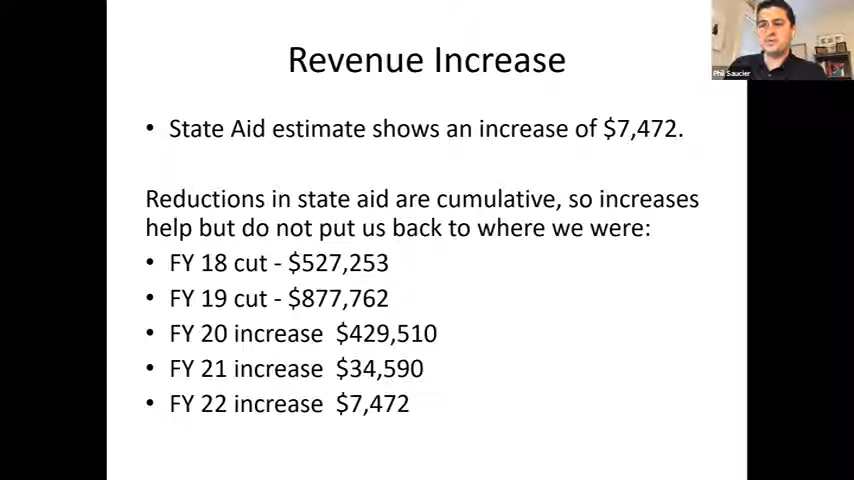 Revenue Increase
Phil Saucier
• State Aid estimate shows an increase of $7,472.
Reductions in state aid are cumulative, so increases
help but do not put us back to where we were:
• FY 18 cut - $527,253
• FY 19 cut - $877,762
• FY 20 increase $429,510
• FY 21 increase $34,590
• FY 22 increase $7,472